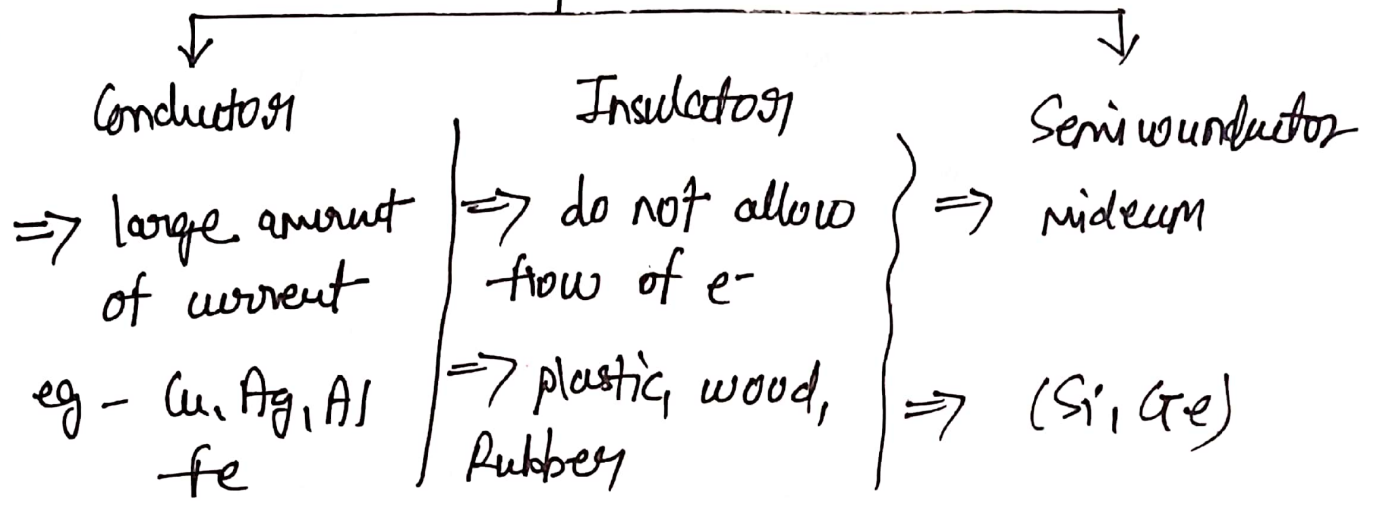 Conductor
Insulator
Semiconductor
=> large amount
of current
eg - Cu, Ag, Al
Fe
=> do not allow
flow of e-
=> plastic, wood,
Rubber
=> mideum
=> (Si, Ge)